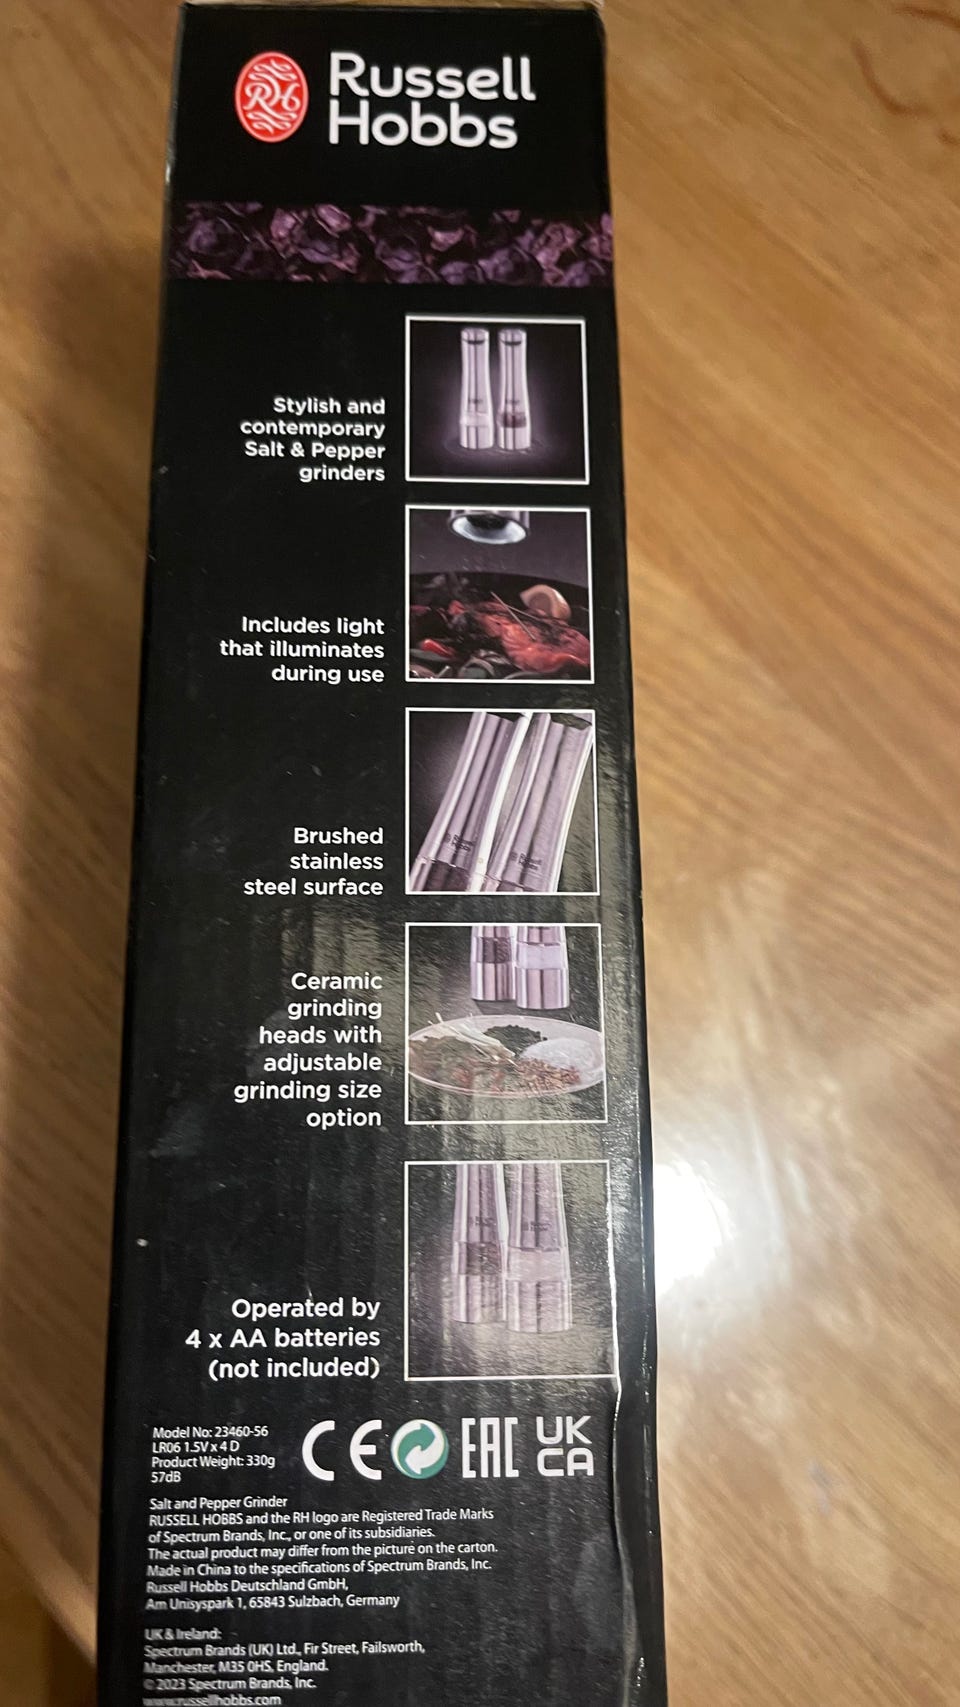 RH
Russell
Hobbs
Stylish and
contemporary
Salt & Pepper
grinders
Includes light
that illuminates
during use
Brushed
stainless
steel surface
Russell
Hobbs
Russell
Hobbs
Ceramic
grinding
heads with
adjustable
grinding size
option
Operated by
4 x AA batteries
(not included)
Model No: 23460-56
LR06 1.5V x 4 D
Product Weight: 330g
57dB
CE
EAC
UK
CA
Salt and Pepper Grinder
RUSSELL HOBBS and the RH logo are Registered Trade Marks
of Spectrum Brands, Inc., or one of its subsidiaries.
The actual product may differ from the picture on the carton.
Made in China to the specifications of Spectrum Brands, Inc.
Russell Hobbs Deutschland GmbH,
Am Unisyspark 1, 65843 Sulzbach, Germany
UK & Ireland:
Spectrum Brands (UK) Ltd., Fir Street, Failsworth,
Manchester, M35 0HS, England.
© 2023 Spectrum Brands, Inc.
www.russellhobbs.com